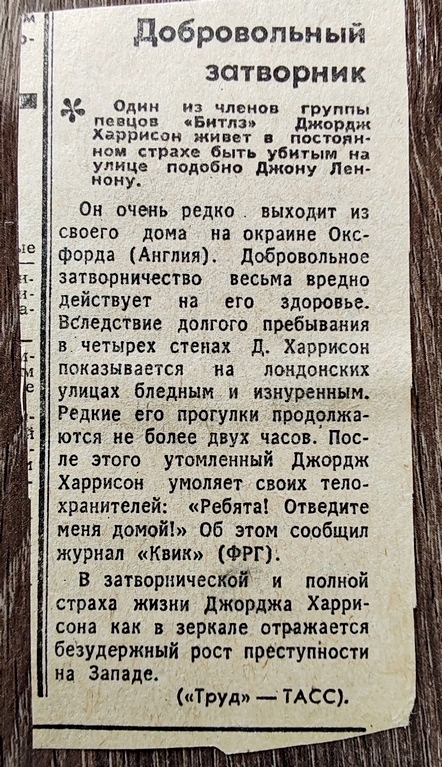 Добровольный
затворник
Один из членов группы
певцов «Битлз» Джордж
Харрисон живет в постоян-
ном страхе быть убитым на
улице подобно Джону Лен-
нону.
Он очень редко выходит из
своего дома на окраине Окс-
форда (Англия). Добровольное
затворничество весьма вредно
действует на его здоровье.
Вследствие долгого пребывания
в четырех стенах Д. Харрисон
показывается на лондонских
улицах бледным и изнуренным.
Редкие его прогулки продолжа-
ются не более двух часов. Пос-
ле этого утомленный Джордж
Харрисон умоляет своих тело-
хранителей: «Ребята! Отведите
меня домой!» Об этом сообщил
журнал «Квик» (ФРГ).
В затворнической и полной
страха жизни Джорджа Харри-
сона как в зеркале отражается
безудержный рост преступности
на Западе.
(«Труд» — ТАСС).